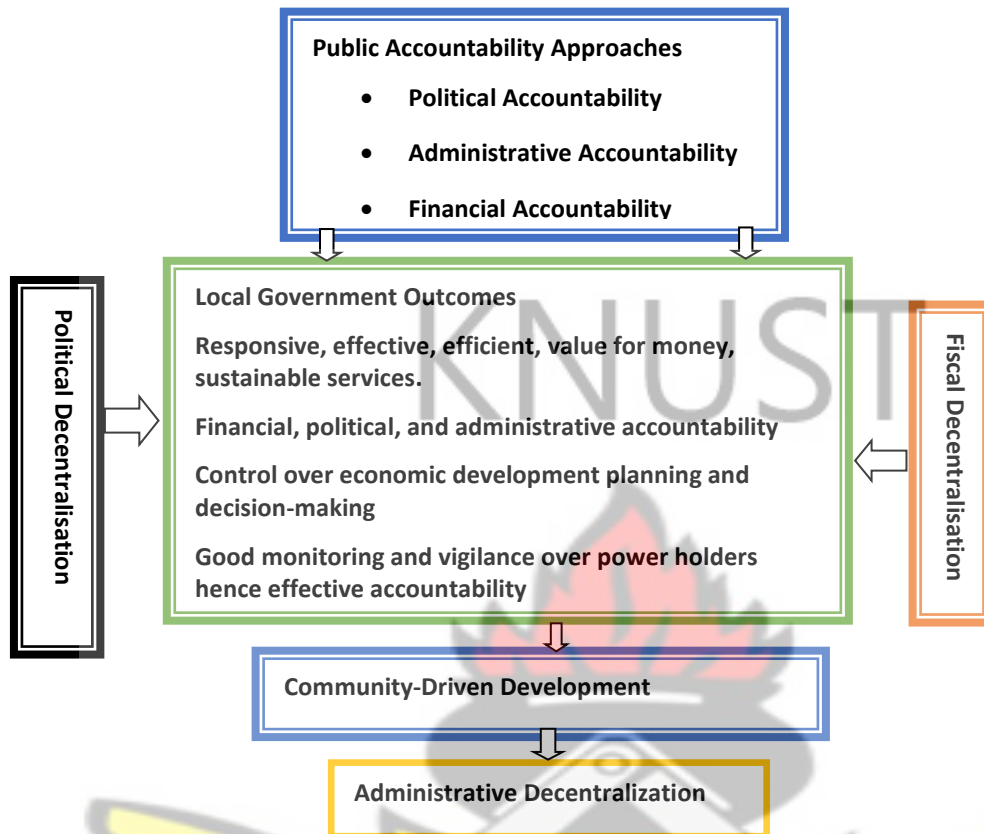 Public Accountability Approaches
• Political Accountability
• Administrative Accountability
• Financial Accountability
Political Decentralisation
Local Government Outcomes
Responsive, effective, efficient, value for money,
sustainable services.
Financial, political, and administrative accountability
Control over economic development planning and
decision-making
Good monitoring and vigilance over power holders
hence effective accountability
KNUST
Fiscal Decentralisation
Community-Driven Development
Administrative Decentralization